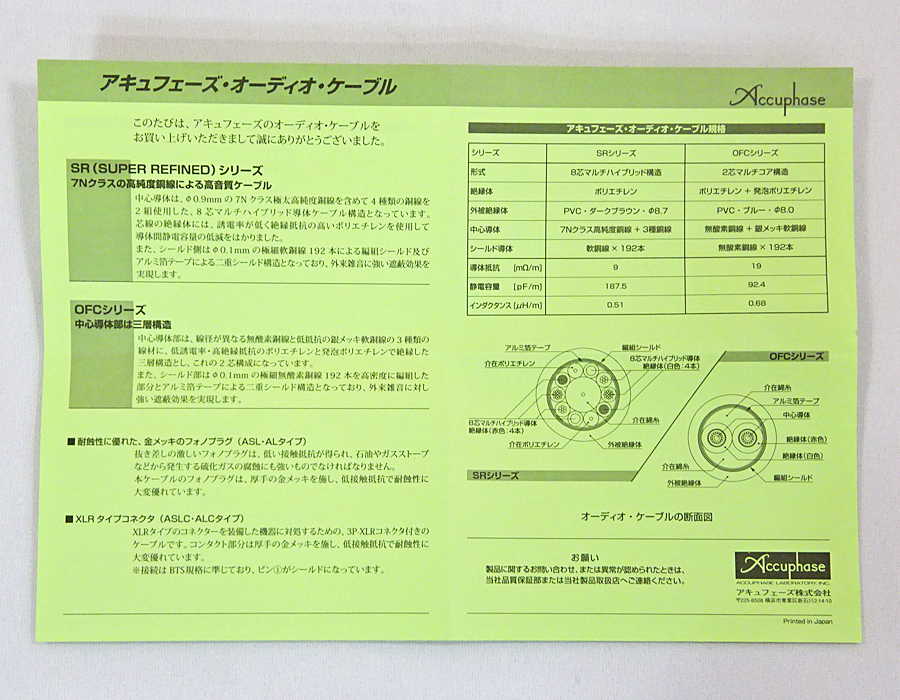 アキュフェーズ・オーディオ・ケーブル
Accuphase
このたびは、アキュフェーズのオーディオ・ケーブルを
お買い上げいただきまして誠にありがとうございました。
SR(SUPER REFINED)シリーズ
7Nクラスの高純度銅線による高音質ケーブル
中心導体は、φ0.9mmの7Nクラス極太高純度銅線を含めて4種類の銅線を
2組使用した、8芯マルチハイブリッド導体ケーブル構造となっています。
芯線の絶縁体には、誘電率が低く絶縁抵抗の高いポリエチレンを使用して
導体間静電容量の低減をはかりました。
また、シールド側はφ0.1mmの極細軟銅線192本による編組シールド及び
アルミ箔テープによる二重シールド構造となっており、外来雑音に強い遮蔽効果を
実現します。
OFCシリーズ
中心導体部は三層構造
中心導体部は、線径が異なる無酸素銅線と低抵抗の銀メッキ軟銅線の3種類の
線材に、低誘電率・高絶縁抵抗のポリエチレンと発泡ポリエチレンで絶縁した
三層構造とし、これの2芯構成になっています。
また、シールド部はφ0.1mmの極細無酸素銅線192本を高密度に編組した
部分とアルミ箔テープによる二重シールド構造となっており、外来雑音に対し
強い遮蔽効果を実現します。
■耐蝕性に優れた、金メッキのフォノプラグ(ASL・ALタイプ)
抜き差しの激しいフォノプラグは、低い接触抵抗が得られ、石油やガスストーブ
などから発生する硫化ガスの腐蝕にも強いものでなければなりません。
本ケーブルのフォノプラグは、厚手の金メッキを施し、低接触抵抗で耐蝕性に
大変優れています。
■XLRタイプコネクタ(ASLC・ALCタイプ)
XLRタイプのコネクターを装備した機器に対処するための、3P-XLRコネクタ付きの
ケーブルです。コンタクト部分は厚手の金メッキを施し、低接触抵抗で耐蝕性に
大変優れています。
※接続はBTS規格に準じており、ピン①がシールドになっています。
アキュフェーズ・オーディオ・ケーブル規格
シリーズ SRシリーズ OFCシリーズ
形式 8芯マルチハイブリッド構造 2芯マルチコア構造
絶縁体 ポリエチレン ポリエチレン+発泡ポリエチレン
外被絶縁体 PVC・ダークブラウン・φ8.7 PVC・ブルー・φ8.0
中心導体 7Nクラス高純度銅線+3種銅線 無酸素銅線+銀メッキ軟銅線
シールド導体 軟銅線×192本 無酸素銅線×192本
導体抵抗 [mΩ/m] 9 19
静電容量 [pF/m] 187.5 92.4
インダクタンス [μH/m] 0.51 0.68
アルミ箔テープ
編組シールド
介在ポリエチレン
8芯マルチハイブリッド導体
絶縁体(白色:4本)
8芯マルチハイブリッド導体
絶縁体(赤色:4本)
介在綿糸
介在ポリエチレン
外被絶縁体
SRシリーズ
OFCシリーズ
介在綿糸
アルミ箔テープ
中心導体
絶縁体(赤色)
絶縁体(白色)
介在綿糸
編組シールド
外被絶縁体
オーディオ・ケーブルの断面図
お願い
製品に関するお問い合わせ、または異常が認められたときは、
当社品質保証部または当社製品取扱店へご連絡ください。
Accuphase
ACCUPHASE LABORATORY, INC.
アキュフェーズ株式会社
〒225-8508 横浜市青葉区新石川2-14-10
Printed in Japan